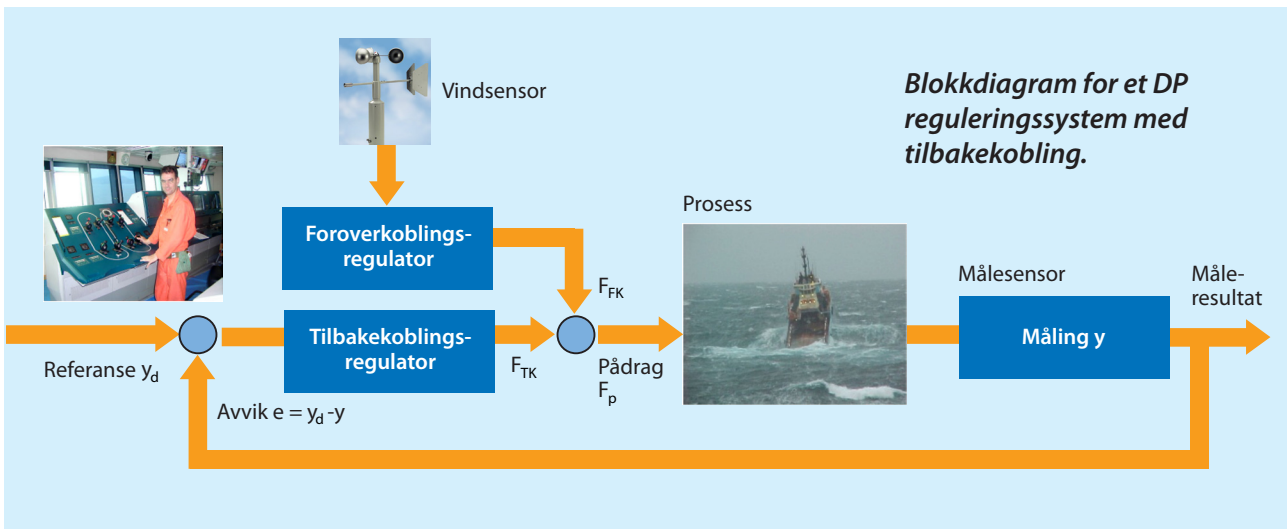 Blokkdiagram for et DP
reguleringssystem med
tilbakekobling.
Vindsensor
Foroverkoblings-
regulator
F_FK
Prosess
Målesensor
Måle-
resultat
Referanse y_d
Tilbakekoblings-
regulator
F_TK
Pådrag
F_p
Måling y
Avvik e = y_d -y